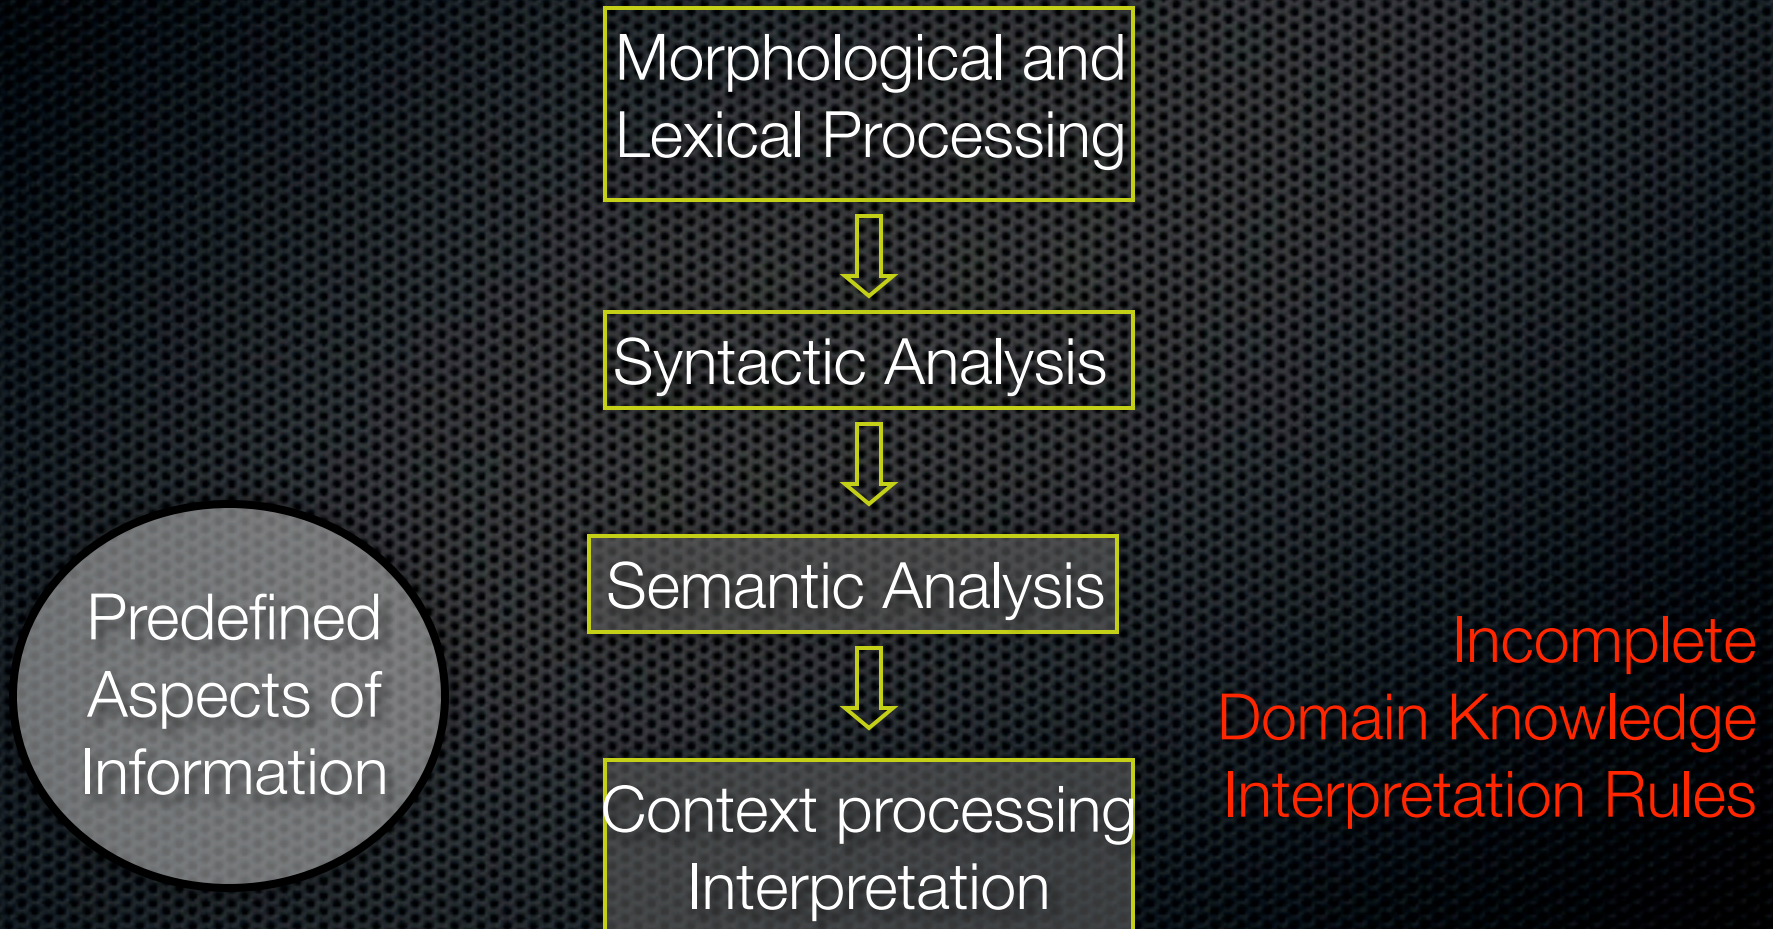 Morphological and
Lexical Processing
Syntactic Analysis
Semantic Analysis
Predefined
Aspects of
Information
Incomplete
Domain Knowledge
Interpretation Rules
Context processing
Interpretation